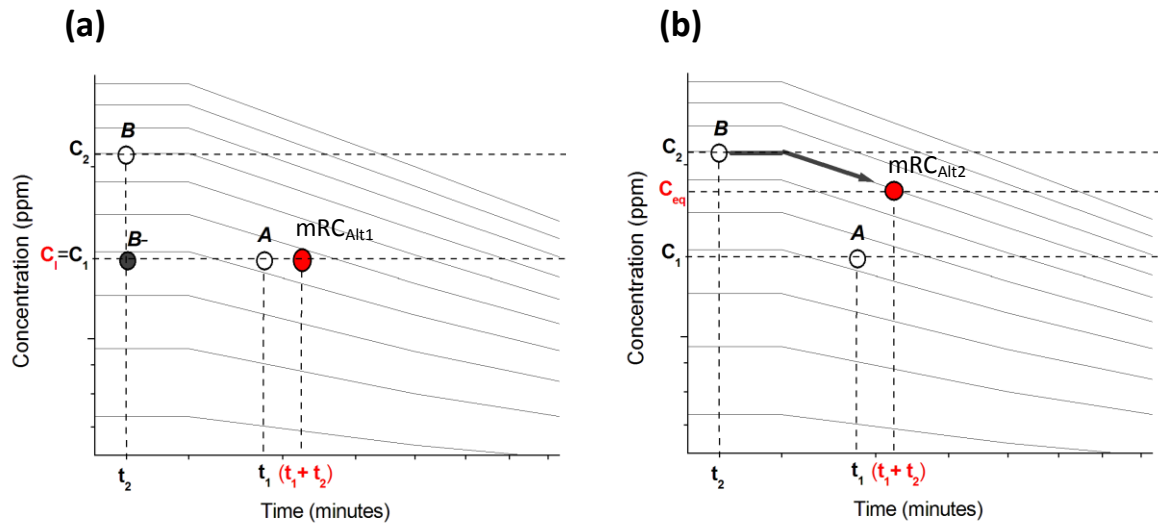 (a)
B
C2
B-
A
mRCAlt1
CI=C1
Concentration (ppm)
t2
t1 (t1+ t2)
Time (minutes)
(b)
B
C2
mRCAlt2
Ceq
A
C1
Concentration (ppm)
t2
t1 (t1+ t2)
Time (minutes)